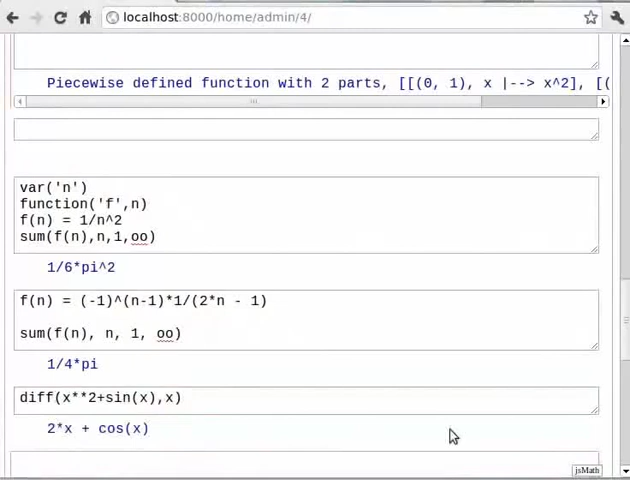 localhost:8000/home/admin/4/
Piecewise defined function with 2 parts, [[(0, 1), x |--> x^2], [(
var('n')
function('f',n)
f(n) = 1/n^2
sum(f(n),n,1,oo)
1/6*pi^2
f(n) = (-1)^(n-1)*1/(2*n - 1)
sum(f(n), n, 1, oo)
1/4*pi
diff(x**2+sin(x),x)
2*x + cos(x)
jsMath